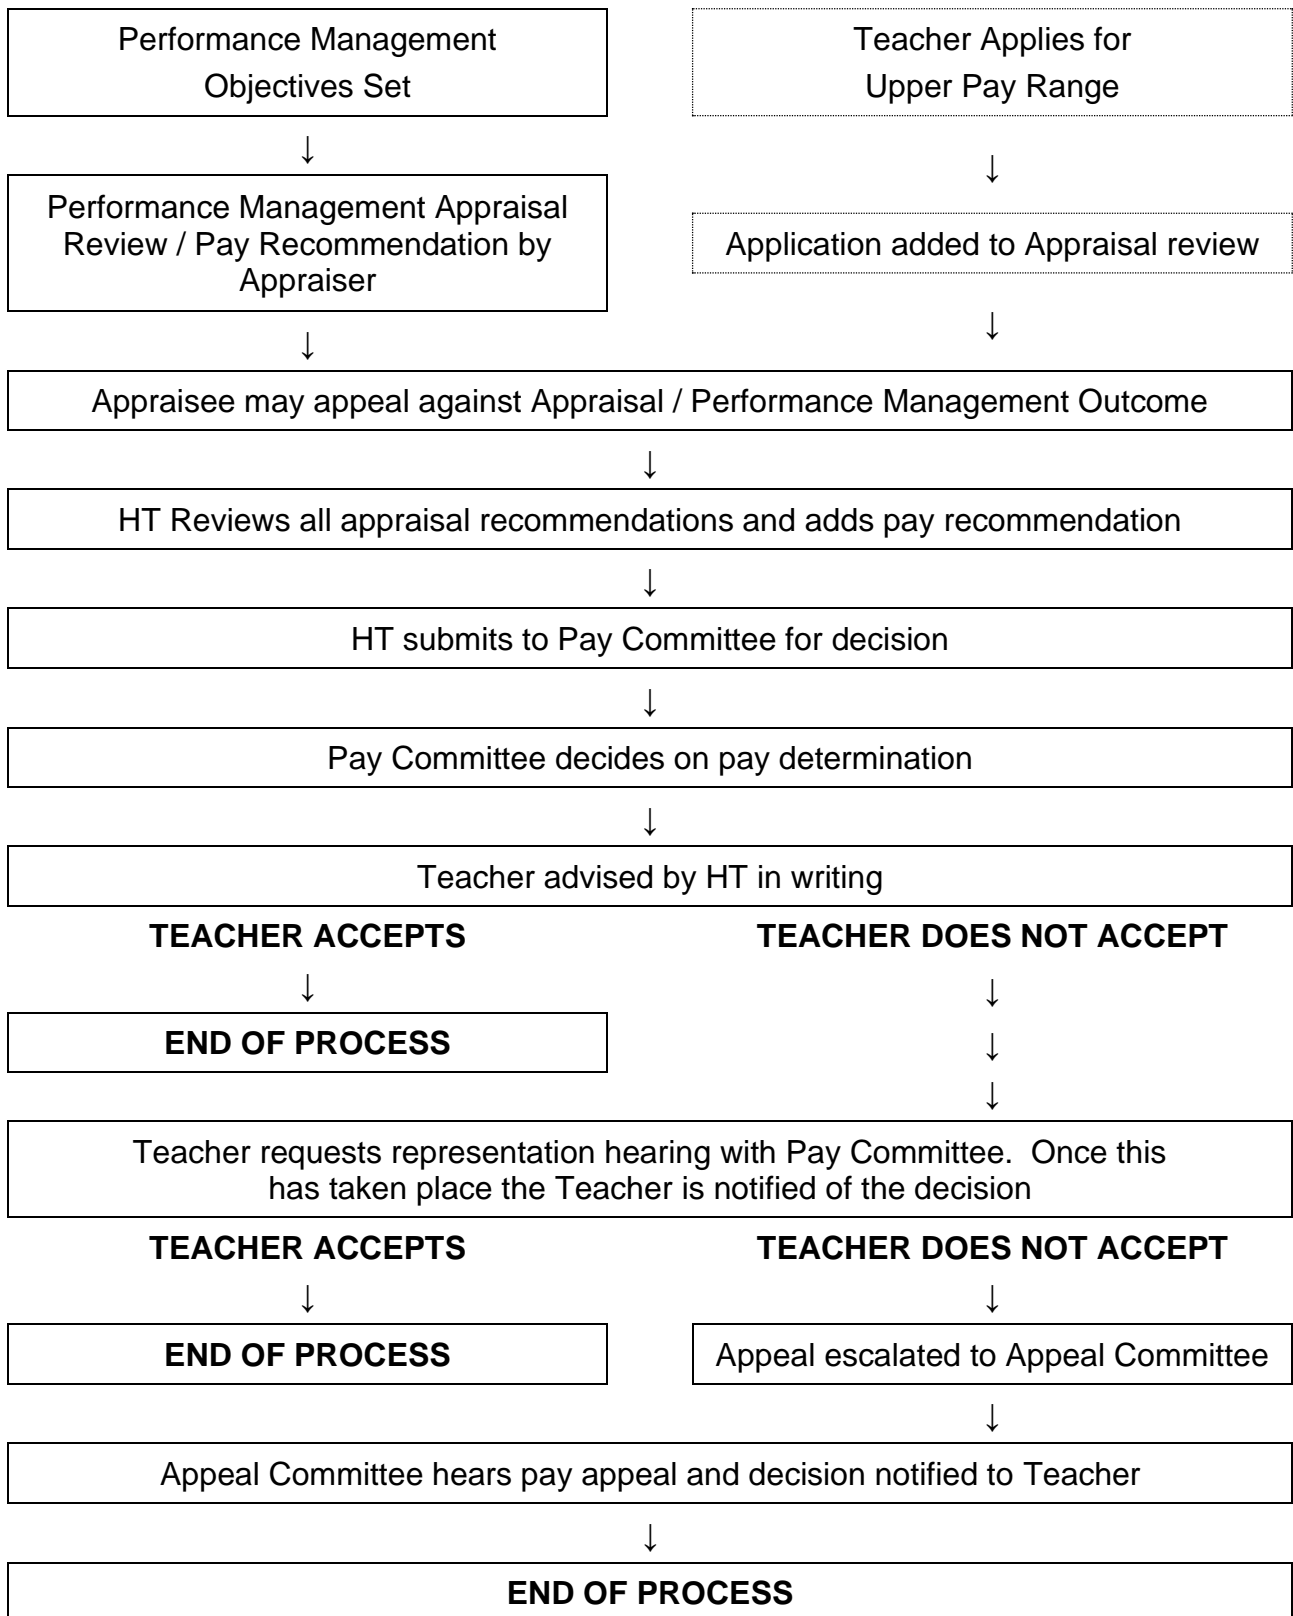 Performance Management
Objectives Set
Teacher Applies for
Upper Pay Range
↓
↓
Performance Management Appraisal
Review / Pay Recommendation by
Appraiser
Application added to Appraisal review
↓
↓
Appraisee may appeal against Appraisal / Performance Management Outcome
↓
HT Reviews all appraisal recommendations and adds pay recommendation
↓
HT submits to Pay Committee for decision
↓
Pay Committee decides on pay determination
↓
Teacher advised by HT in writing
TEACHER ACCEPTS
TEACHER DOES NOT ACCEPT
↓
↓
END OF PROCESS
↓
↓
Teacher requests representation hearing with Pay Committee.  Once this
has taken place the Teacher is notified of the decision
TEACHER ACCEPTS
TEACHER DOES NOT ACCEPT
↓
↓
END OF PROCESS
Appeal escalated to Appeal Committee
↓
Appeal Committee hears pay appeal and decision notified to Teacher
↓
END OF PROCESS